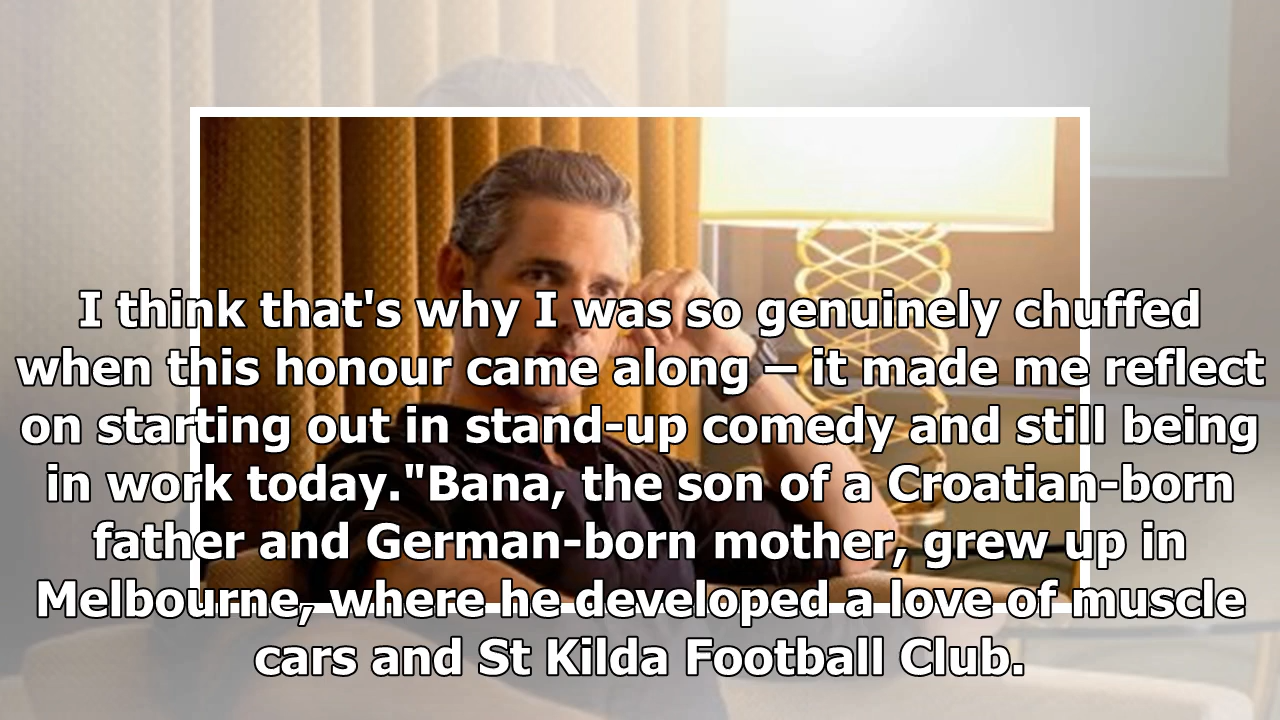 I think that's why I was so genuinely chuffed
when this honour came along – it made me reflect
on starting out in stand-up comedy and still being
in work today."Bana, the son of a Croatian-born
father and German-born mother, grew up in
Melbourne, where he developed a love of muscle
cars and St Kilda Football Club.